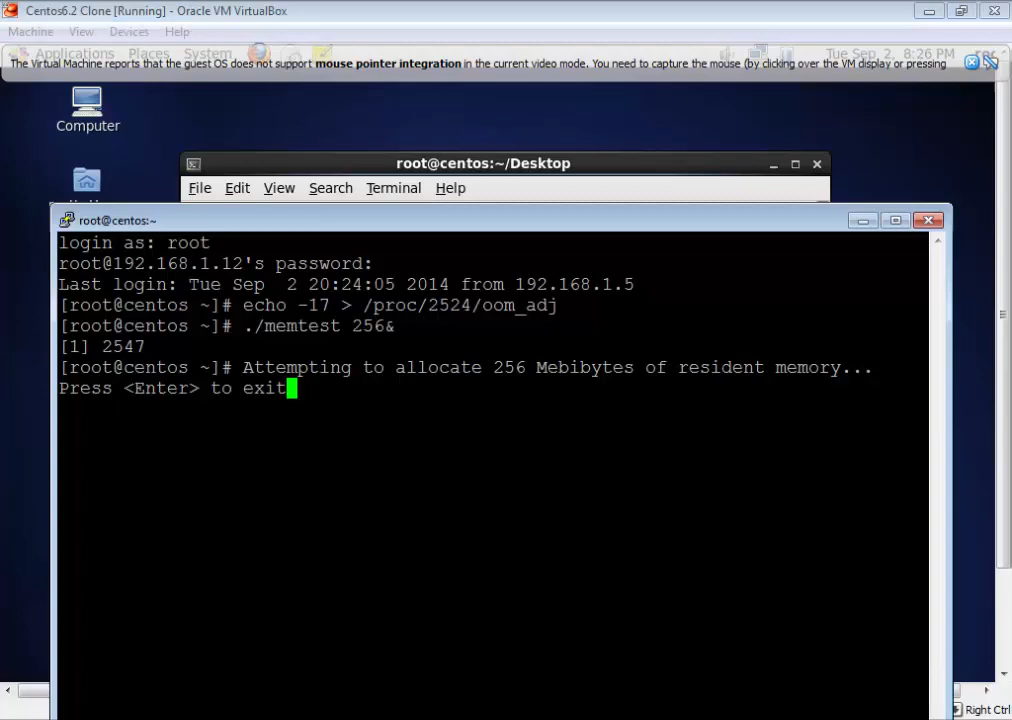 Centos6.2 Clone [Running] - Oracle VM VirtualBox
Machine View Devices Help
Applications Places System Tue Sep 2, 8:26 PM
The Virtual Machine reports that the guest OS does not support mouse pointer integration in the current video mode. You need to capture the mouse (by clicking over the VM display or pressing
Computer
root@centos:~/Desktop
File Edit View Search Terminal Help
root@centos:~
login as: root
root@192.168.1.12's password:
Last login: Tue Sep  2 20:24:05 2014 from 192.168.1.5
[root@centos ~]# echo -17 > /proc/2524/oom_adj
[root@centos ~]# ./memtest 256&
[1] 2547
[root@centos ~]# Attempting to allocate 256 Mebibytes of resident memory...
Press <Enter> to exit
Right Ctrl